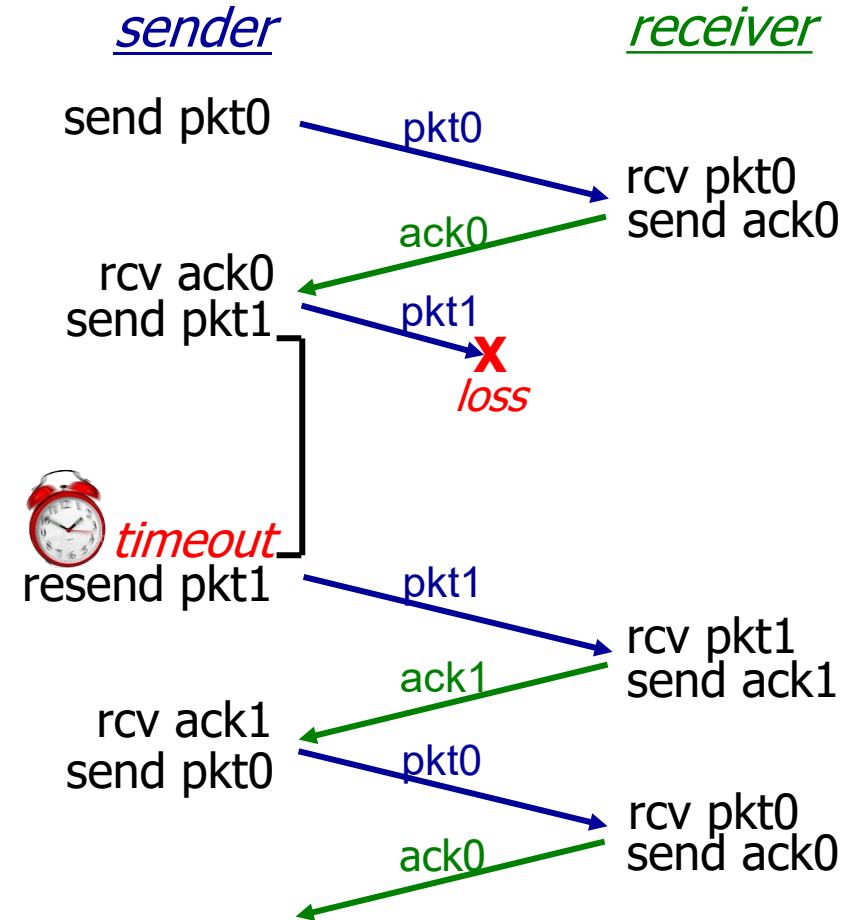 sender
receiver
send pkt0
pkt0
rcv pkt0
send ack0
ack0
rcv ack0
send pkt1
pkt1
X
loss
timeout
resend pkt1
pkt1
rcv pkt1
send ack1
ack1
rcv ack1
send pkt0
pkt0
rcv pkt0
send ack0
ack0